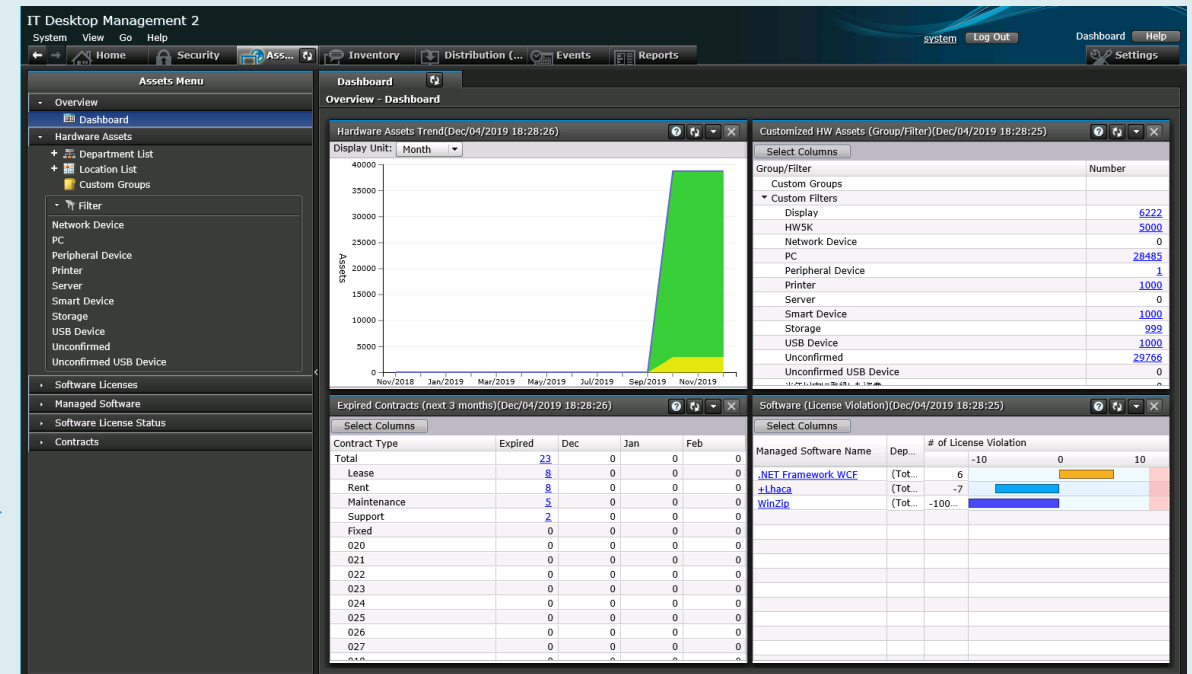 IT Desktop Management 2
System View Go Help
system Log Out Dashboard Help
Home Security Ass... Inventory Distribution (... Events Reports Settings
Assets Menu
Overview
Dashboard
Hardware Assets
Department List
Location List
Custom Groups
Filter
Network Device
PC
Peripheral Device
Printer
Server
Smart Device
Storage
USB Device
Unconfirmed
Unconfirmed USB Device
Software Licenses
Managed Software
Software License Status
Contracts
Dashboard
Overview - Dashboard
Hardware Assets Trend(Dec/04/2019 18:28:26)
Display Unit: Month
40000
35000
30000
25000
20000
15000
10000
5000
0
Assets
Nov/2018 Jan/2019 Mar/2019 May/2019 Jul/2019 Sep/2019 Nov/2019
Customized HW Assets (Group/Filter)(Dec/04/2019 18:28:25)
Select Columns
Group/Filter Number
Custom Groups
Custom Filters
Display 6222
HW5K 5000
Network Device 0
PC 28485
Peripheral Device 1
Printer 1000
Server 0
Smart Device 1000
Storage 999
USB Device 1000
Unconfirmed 29766
Unconfirmed USB Device 0
Expired Contracts (next 3 months)(Dec/04/2019 18:28:26)
Select Columns
Contract Type Expired Dec Jan Feb
Total 23 0 0 0
Lease 8 0 0 0
Rent 8 0 0 0
Maintenance 5 0 0 0
Support 2 0 0 0
Fixed 0 0 0 0
020 0 0 0 0
021 0 0 0 0
022 0 0 0 0
023 0 0 0 0
024 0 0 0 0
025 0 0 0 0
026 0 0 0 0
027 0 0 0 0
Software (License Violation)(Dec/04/2019 18:28:25)
Select Columns
Managed Software Name Dep... # of License Violation
-10 0 10
.NET Framework WCF (Tot... 6
+Lhaca (Tot... -7
WinZip (Tot... -100...